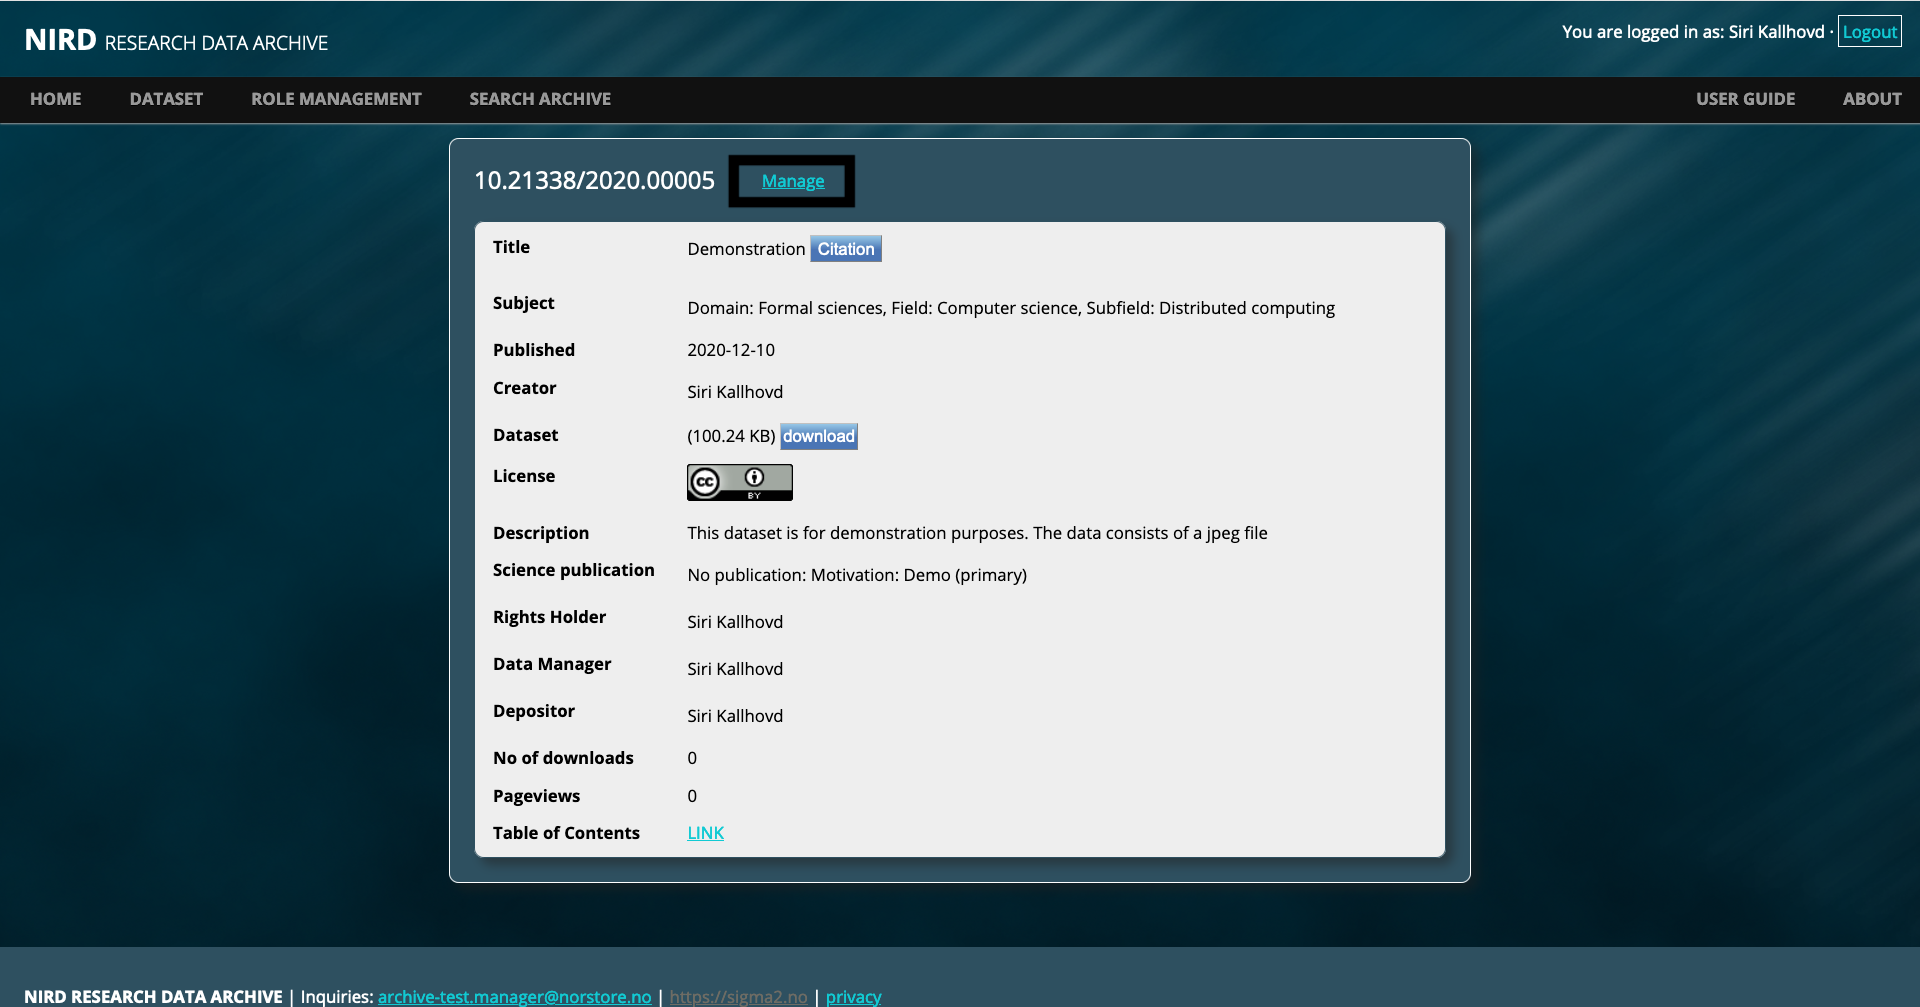 NIRD RESEARCH DATA ARCHIVE
You are logged in as: Siri Kallhovd · Logout
HOME DATASET ROLE MANAGEMENT SEARCH ARCHIVE USER GUIDE ABOUT
10.21338/2020.00005 Manage
Title Demonstration Citation
Subject Domain: Formal sciences, Field: Computer science, Subfield: Distributed computing
Published 2020-12-10
Creator Siri Kallhovd
Dataset (100.24 KB) download
License cc BY
Description This dataset is for demonstration purposes. The data consists of a jpeg file
Science publication No publication: Motivation: Demo (primary)
Rights Holder Siri Kallhovd
Data Manager Siri Kallhovd
Depositor Siri Kallhovd
No of downloads 0
Pageviews 0
Table of Contents LINK
NIRD RESEARCH DATA ARCHIVE | Inquiries: archive-test.manager@norstore.no | https://sigma2.no | privacy